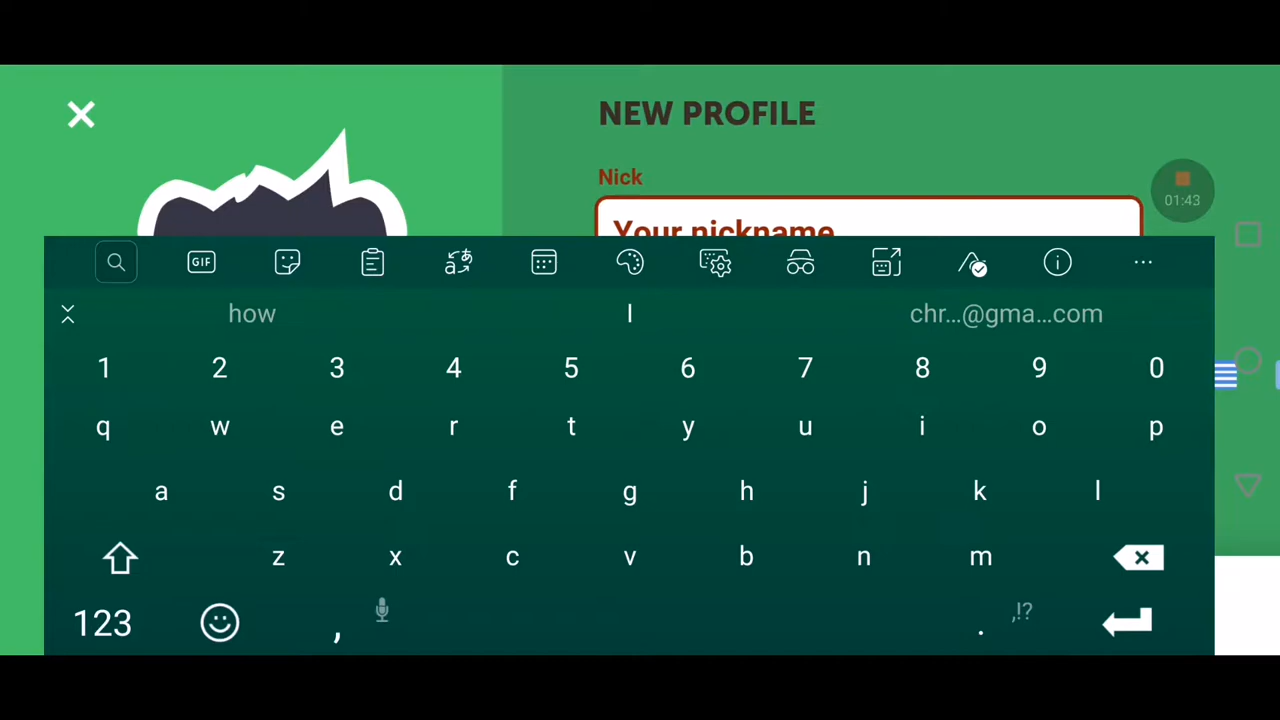 NEW PROFILE
Nick
Your nickname
01:43
GIF
how
I
chr...@gma...com
1 2 3 4 5 6 7 8 9 0
q w e r t y u i o p
a s d f g h j k l
z x c v b n m
123 , . ,!?